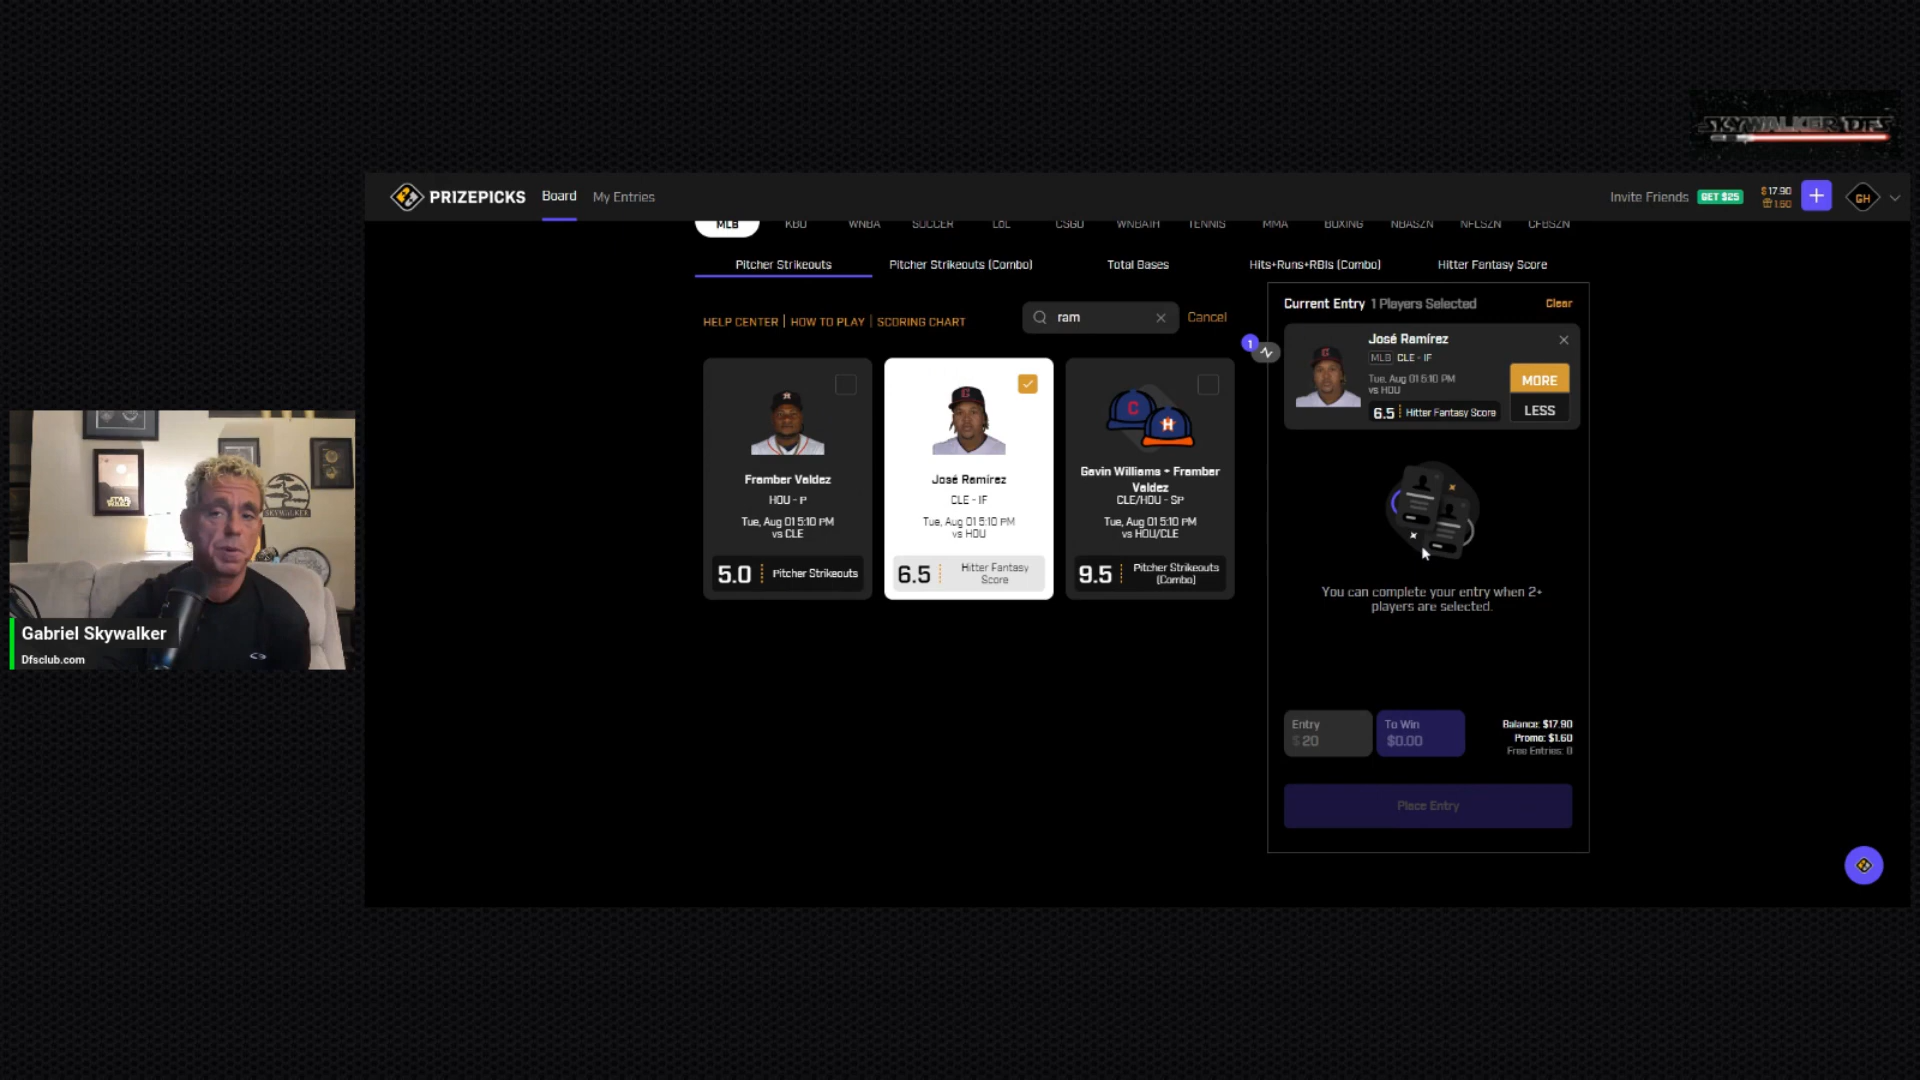 SKYWALKER DFS
PRIZEPICKS
Board
My Entries
Invite Friends
GET $25
$17.90
1.60
GH
MLB
KBO
WNBA
SOCCER
LoL
CSGO
WNBA1H
TENNIS
MMA
BOXING
NBASZN
NFLSZN
CFBSZN
Pitcher Strikeouts
Pitcher Strikeouts (Combo)
Total Bases
Hits+Runs+RBIs (Combo)
Hitter Fantasy Score
HELP CENTER | HOW TO PLAY | SCORING CHART
ram
Cancel
Framber Valdez
HOU - P
Tue, Aug 01 5:10 PM
vs CLE
5.0
Pitcher Strikeouts
José Ramírez
CLE - IF
Tue, Aug 01 5:10 PM
vs HOU
6.5
Hitter Fantasy
Score
Gavin Williams + Framber
Valdez
CLE/HOU - SP
Tue, Aug 01 5:10 PM
vs HOU/CLE
9.5
Pitcher Strikeouts
(Combo)
1
Current Entry 1 Players Selected
Clear
José Ramírez
MLB CLE - IF
Tue, Aug 01 5:10 PM
vs HOU
6.5 Hitter Fantasy Score
MORE
LESS
You can complete your entry when 2+
players are selected.
Entry
$ 20
To Win
$0.00
Balance: $17.90
Promo: $1.60
Free Entries: 0
Place Entry
STAR
WARS
SKYWALKER
Gabriel Skywalker
Dfsclub.com